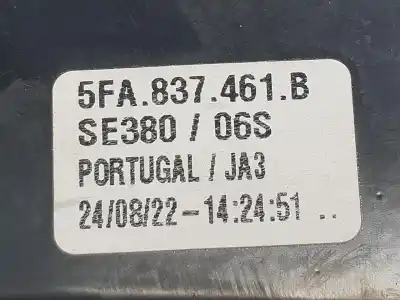 5FA.837.461.B
SE380 / 06S
PORTUGAL / JA3
24/08/22-14:24:51 ..